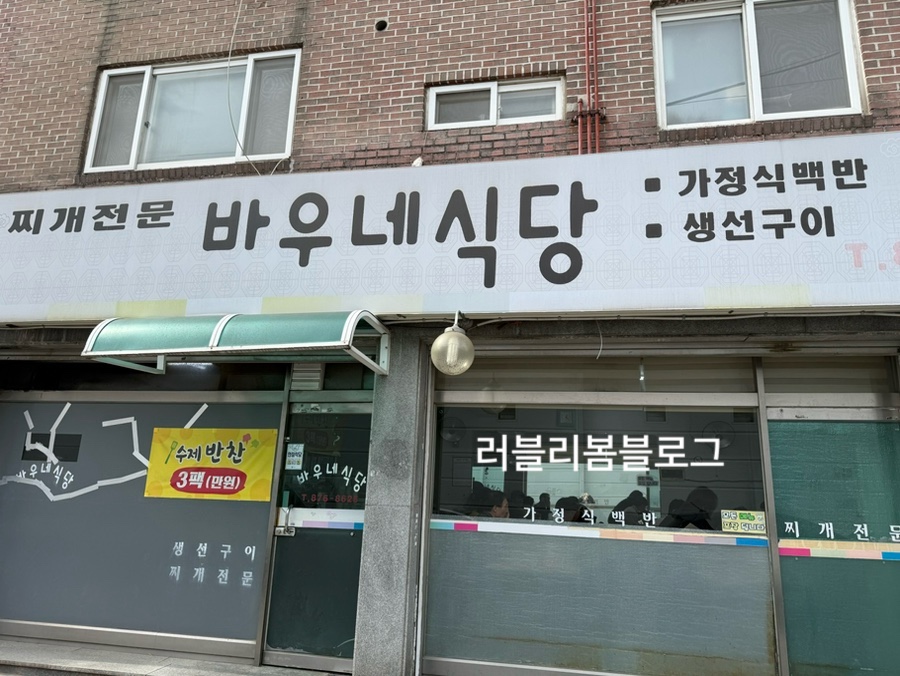 찌개전문
바우네식당
가정식백반
생선구이
수제반찬
3팩(만원)
바우네식당
생선구이
찌개전문
바우네식당
러블리봄블로그
가정식백반
찌개전문